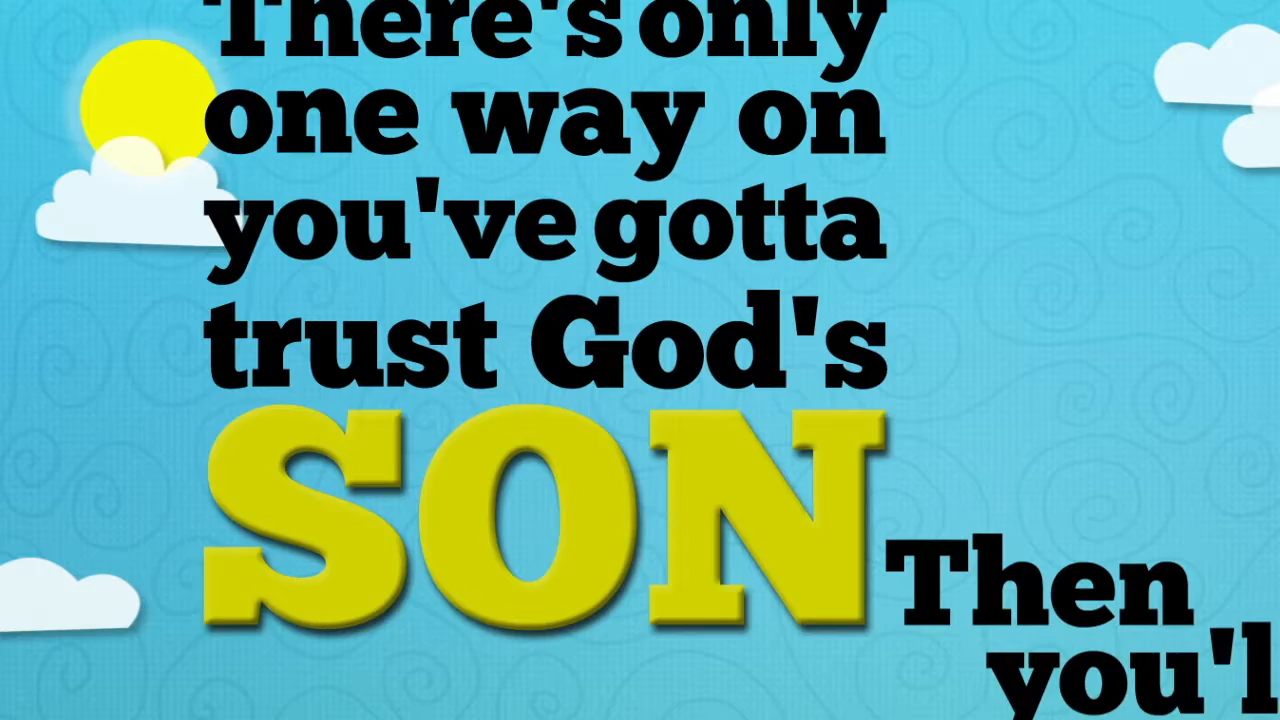 There's only
one way on
you've gotta
trust God's
SON
Then